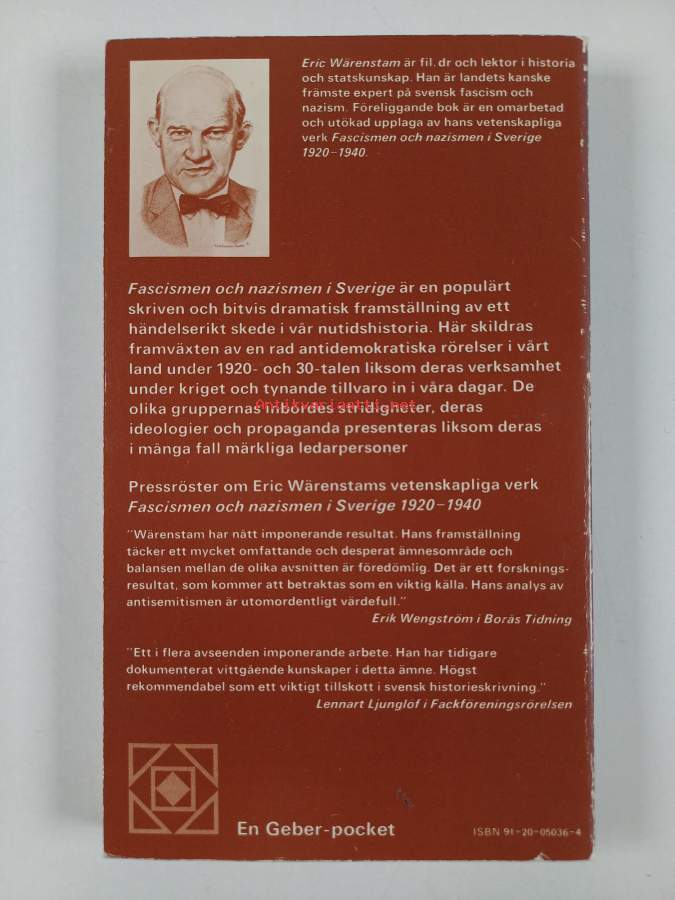 Eric Wärenstam är fil.dr och lektor i historia
och statskunskap. Han är landets kanske
främste expert på svensk fascism och
nazism. Föreliggande bok är en omarbetad
och utökad upplaga av hans vetenskapliga
verk Fascismen och nazismen i Sverige
1920–1940.
Fascismen och nazismen i Sverige är en populärt
skriven och bitvis dramatisk framställning av ett
händelserikt skede i vår nutidshistoria. Här skildras
framväxten av en rad antidemokratiska rörelser i vårt
land under 1920- och 30-talen liksom deras verksamhet
under kriget och tynande tillvaro in i våra dagar. De
olika gruppernas inbördes stridigheter, deras
Antikvariantti.net
ideologier och propaganda presenteras liksom deras
i många fall märkliga ledarpersoner
Pressröster om Eric Wärenstams vetenskapliga verk
Fascismen och nazismen i Sverige 1920–1940
"Wärenstam har nått imponerande resultat. Hans framställning
täcker ett mycket omfattande och desperat ämnesområde och
balansen mellan de olika avsnitten är föredömlig. Det är ett forsknings-
resultat, som kommer att betraktas som en viktig källa. Hans analys av
antisemitismen är utomordentligt värdefull."
Erik Wengström i Borås Tidning
"Ett i flera avseenden imponerande arbete. Han har tidigare
dokumenterat vittgående kunskaper i detta ämne. Högst
rekommendabel som ett viktigt tillskott i svensk historieskrivning."
Lennart Ljunglöf i Fackföreningsrörelsen
En Geber-pocket
ISBN 91-20-05036-4